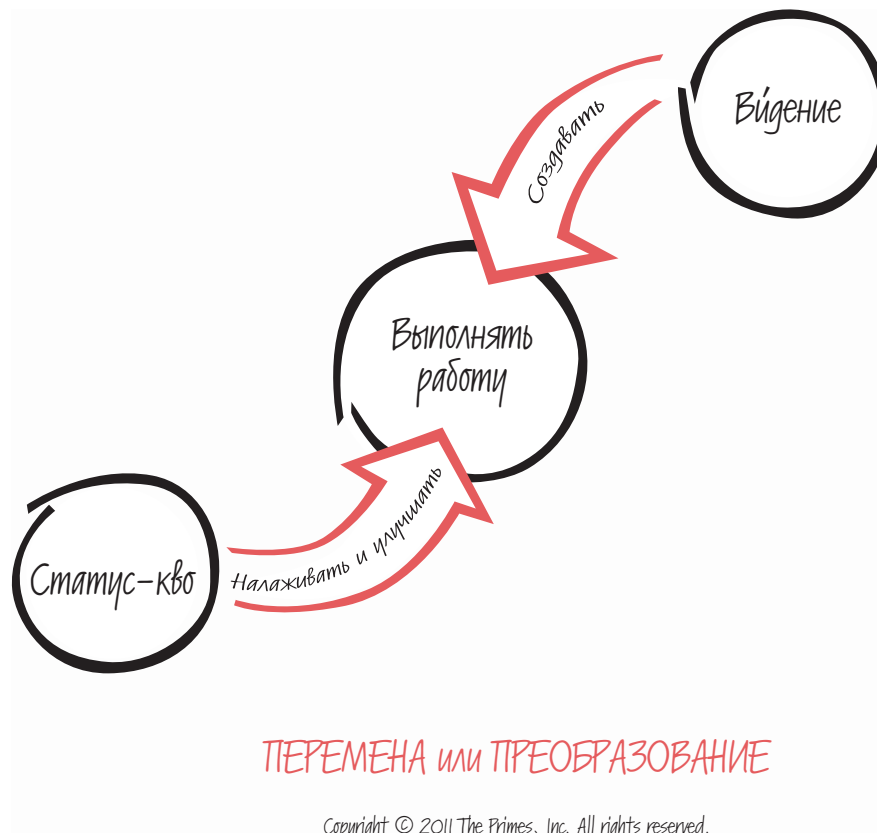 Ви́дение
Создавать
Выполнять
работу
Налаживать и улучшать
Статус-кво
ПЕРЕМЕНА или ПРЕОБРАЗОВАНИЕ
Copyright © 2011 The Primes, Inc. All rights reserved.